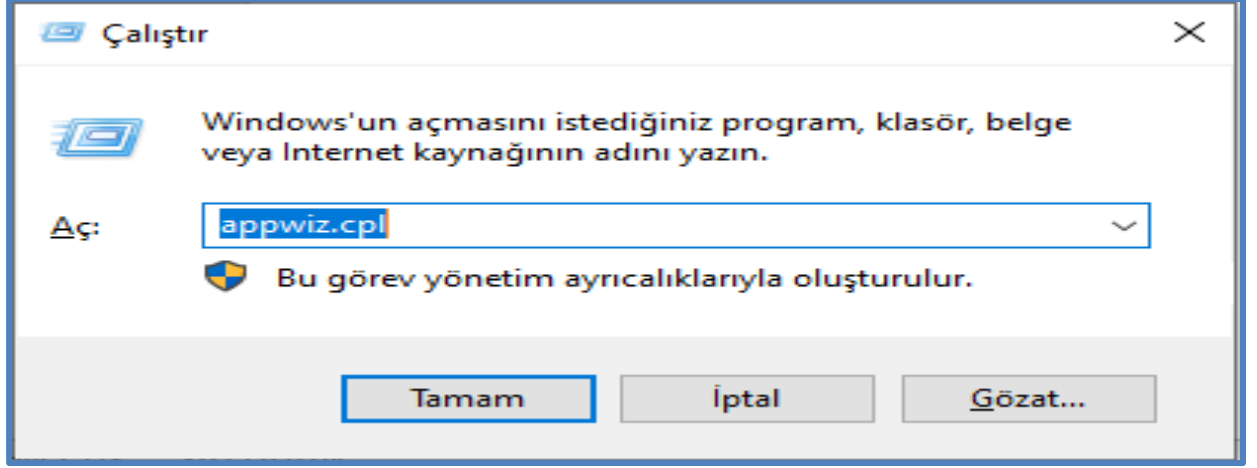 Çalıştır
Windows'un açmasını istediğiniz program, klasör, belge
veya Internet kaynağının adını yazın.
Aç: appwiz.cpl
Bu görev yönetim ayrıcalıklarıyla oluşturulur.
Tamam İptal Gözat...